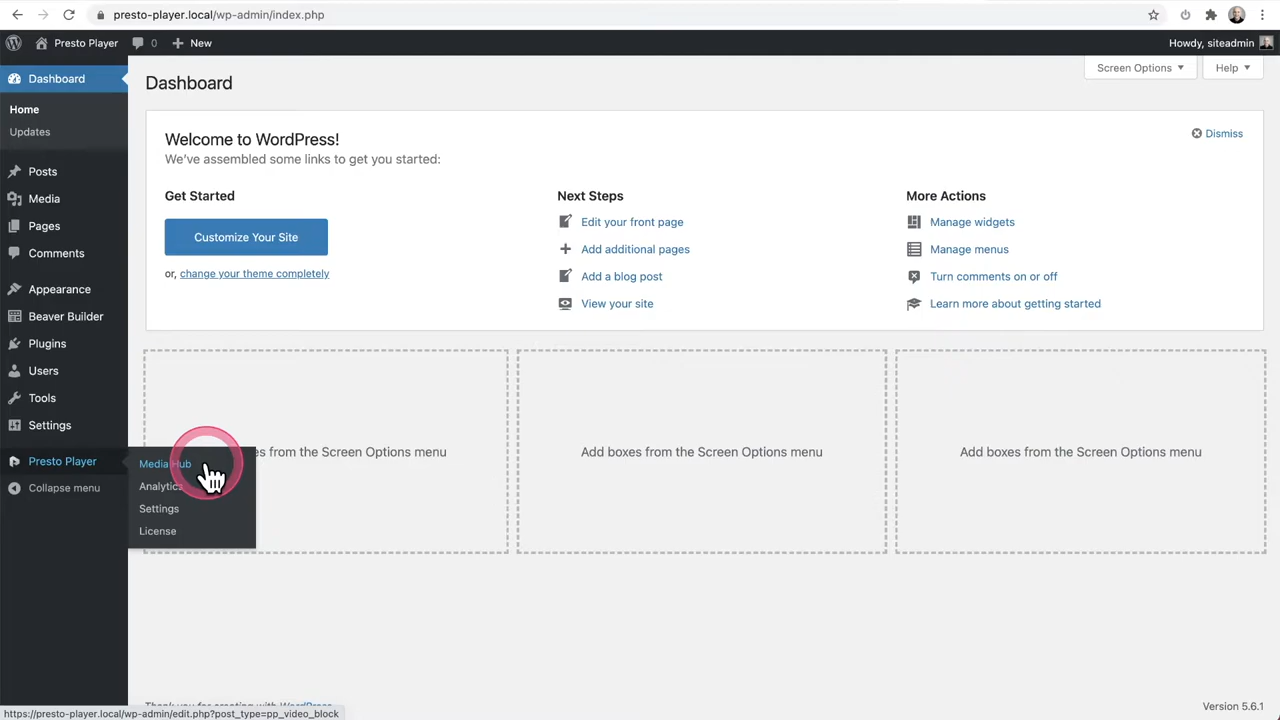 presto-player.local/wp-admin/index.php
Presto Player
0
New
Howdy, siteadmin
Dashboard
Home
Updates
Posts
Media
Pages
Comments
Appearance
Beaver Builder
Plugins
Users
Tools
Settings
Presto Player
Collapse menu
Media Hub
Analytics
Settings
License
Dashboard
Screen Options
Help
Welcome to WordPress!
We've assembled some links to get you started:
Dismiss
Get Started
Customize Your Site
or, change your theme completely
Next Steps
Edit your front page
Add additional pages
Add a blog post
View your site
More Actions
Manage widgets
Manage menus
Turn comments on or off
Learn more about getting started
from the Screen Options menu
Add boxes from the Screen Options menu
Add boxes from the Screen Options menu
Thank you for creating with WordPress.
Version 5.6.1
https://presto-player.local/wp-admin/edit.php?post_type=pp_video_block